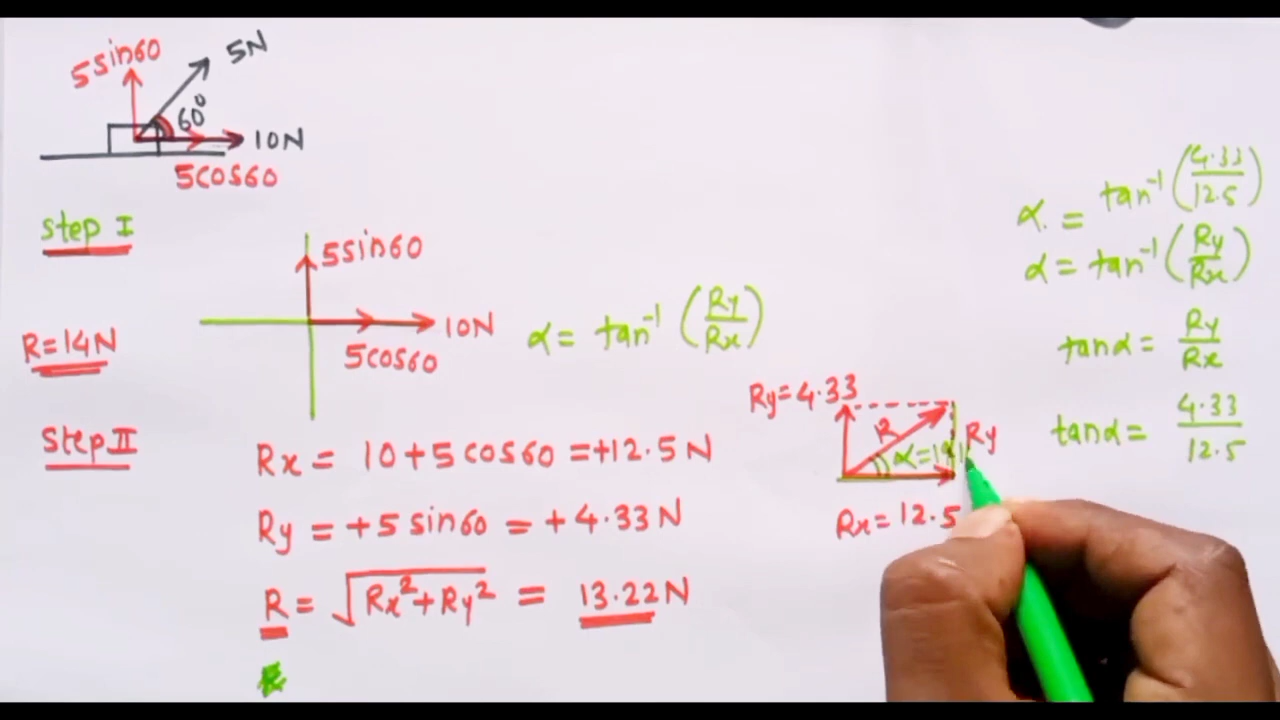 5sin60
5N
60°
10N
5cos60
Step I
5sin60
10N
5cos60
R=14N
α = tan⁻¹ (Ry/Rx)
Step II
Rx = 10+5cos60 = +12.5 N
Ry = +5 sin60 = +4.33 N
R = √Rx²+Ry² = 13.22 N
Ry=4.33
R
Ry
Rx = 12.5
α = tan⁻¹ (4.33/12.5)
α = tan⁻¹ (Ry/Rx)
tanα = Ry/Rx
tanα = 4.33/12.5